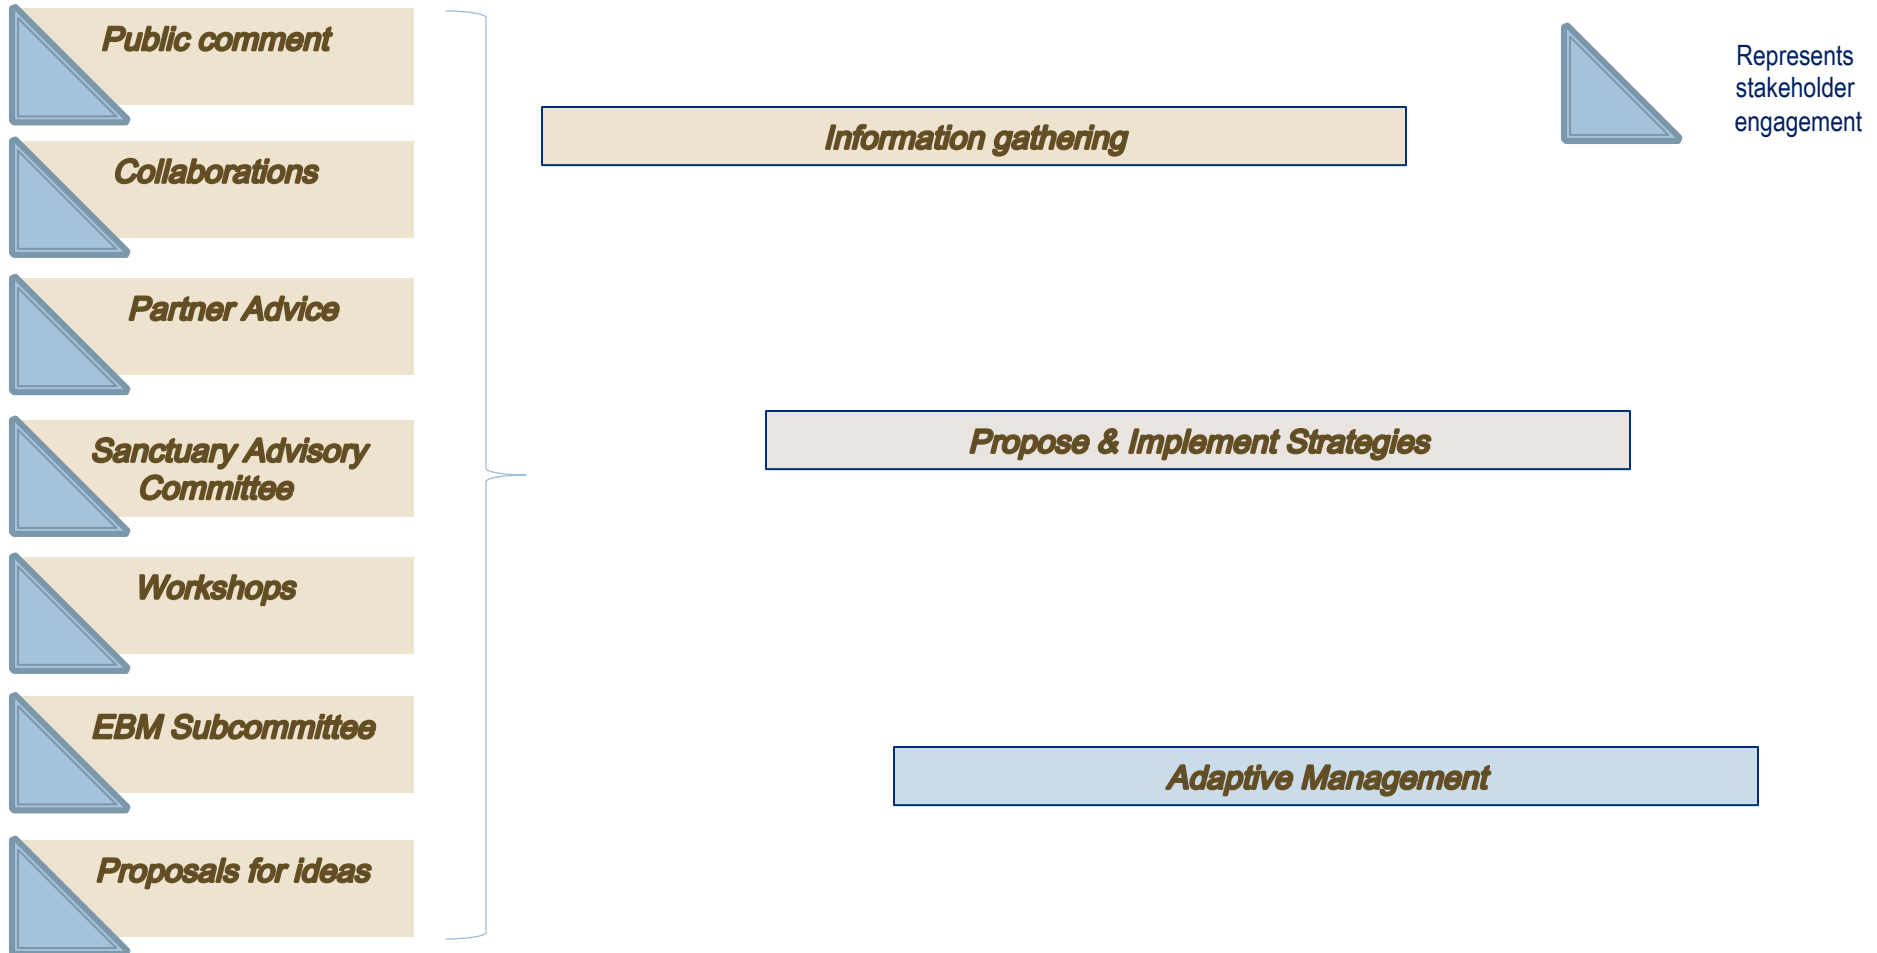 Public comment
Collaborations
Partner Advice
Sanctuary Advisory
Committee
Workshops
EBM Subcommittee
Proposals for ideas
Information gathering
Propose & Implement Strategies
Adaptive Management
Represents
stakeholder
engagement